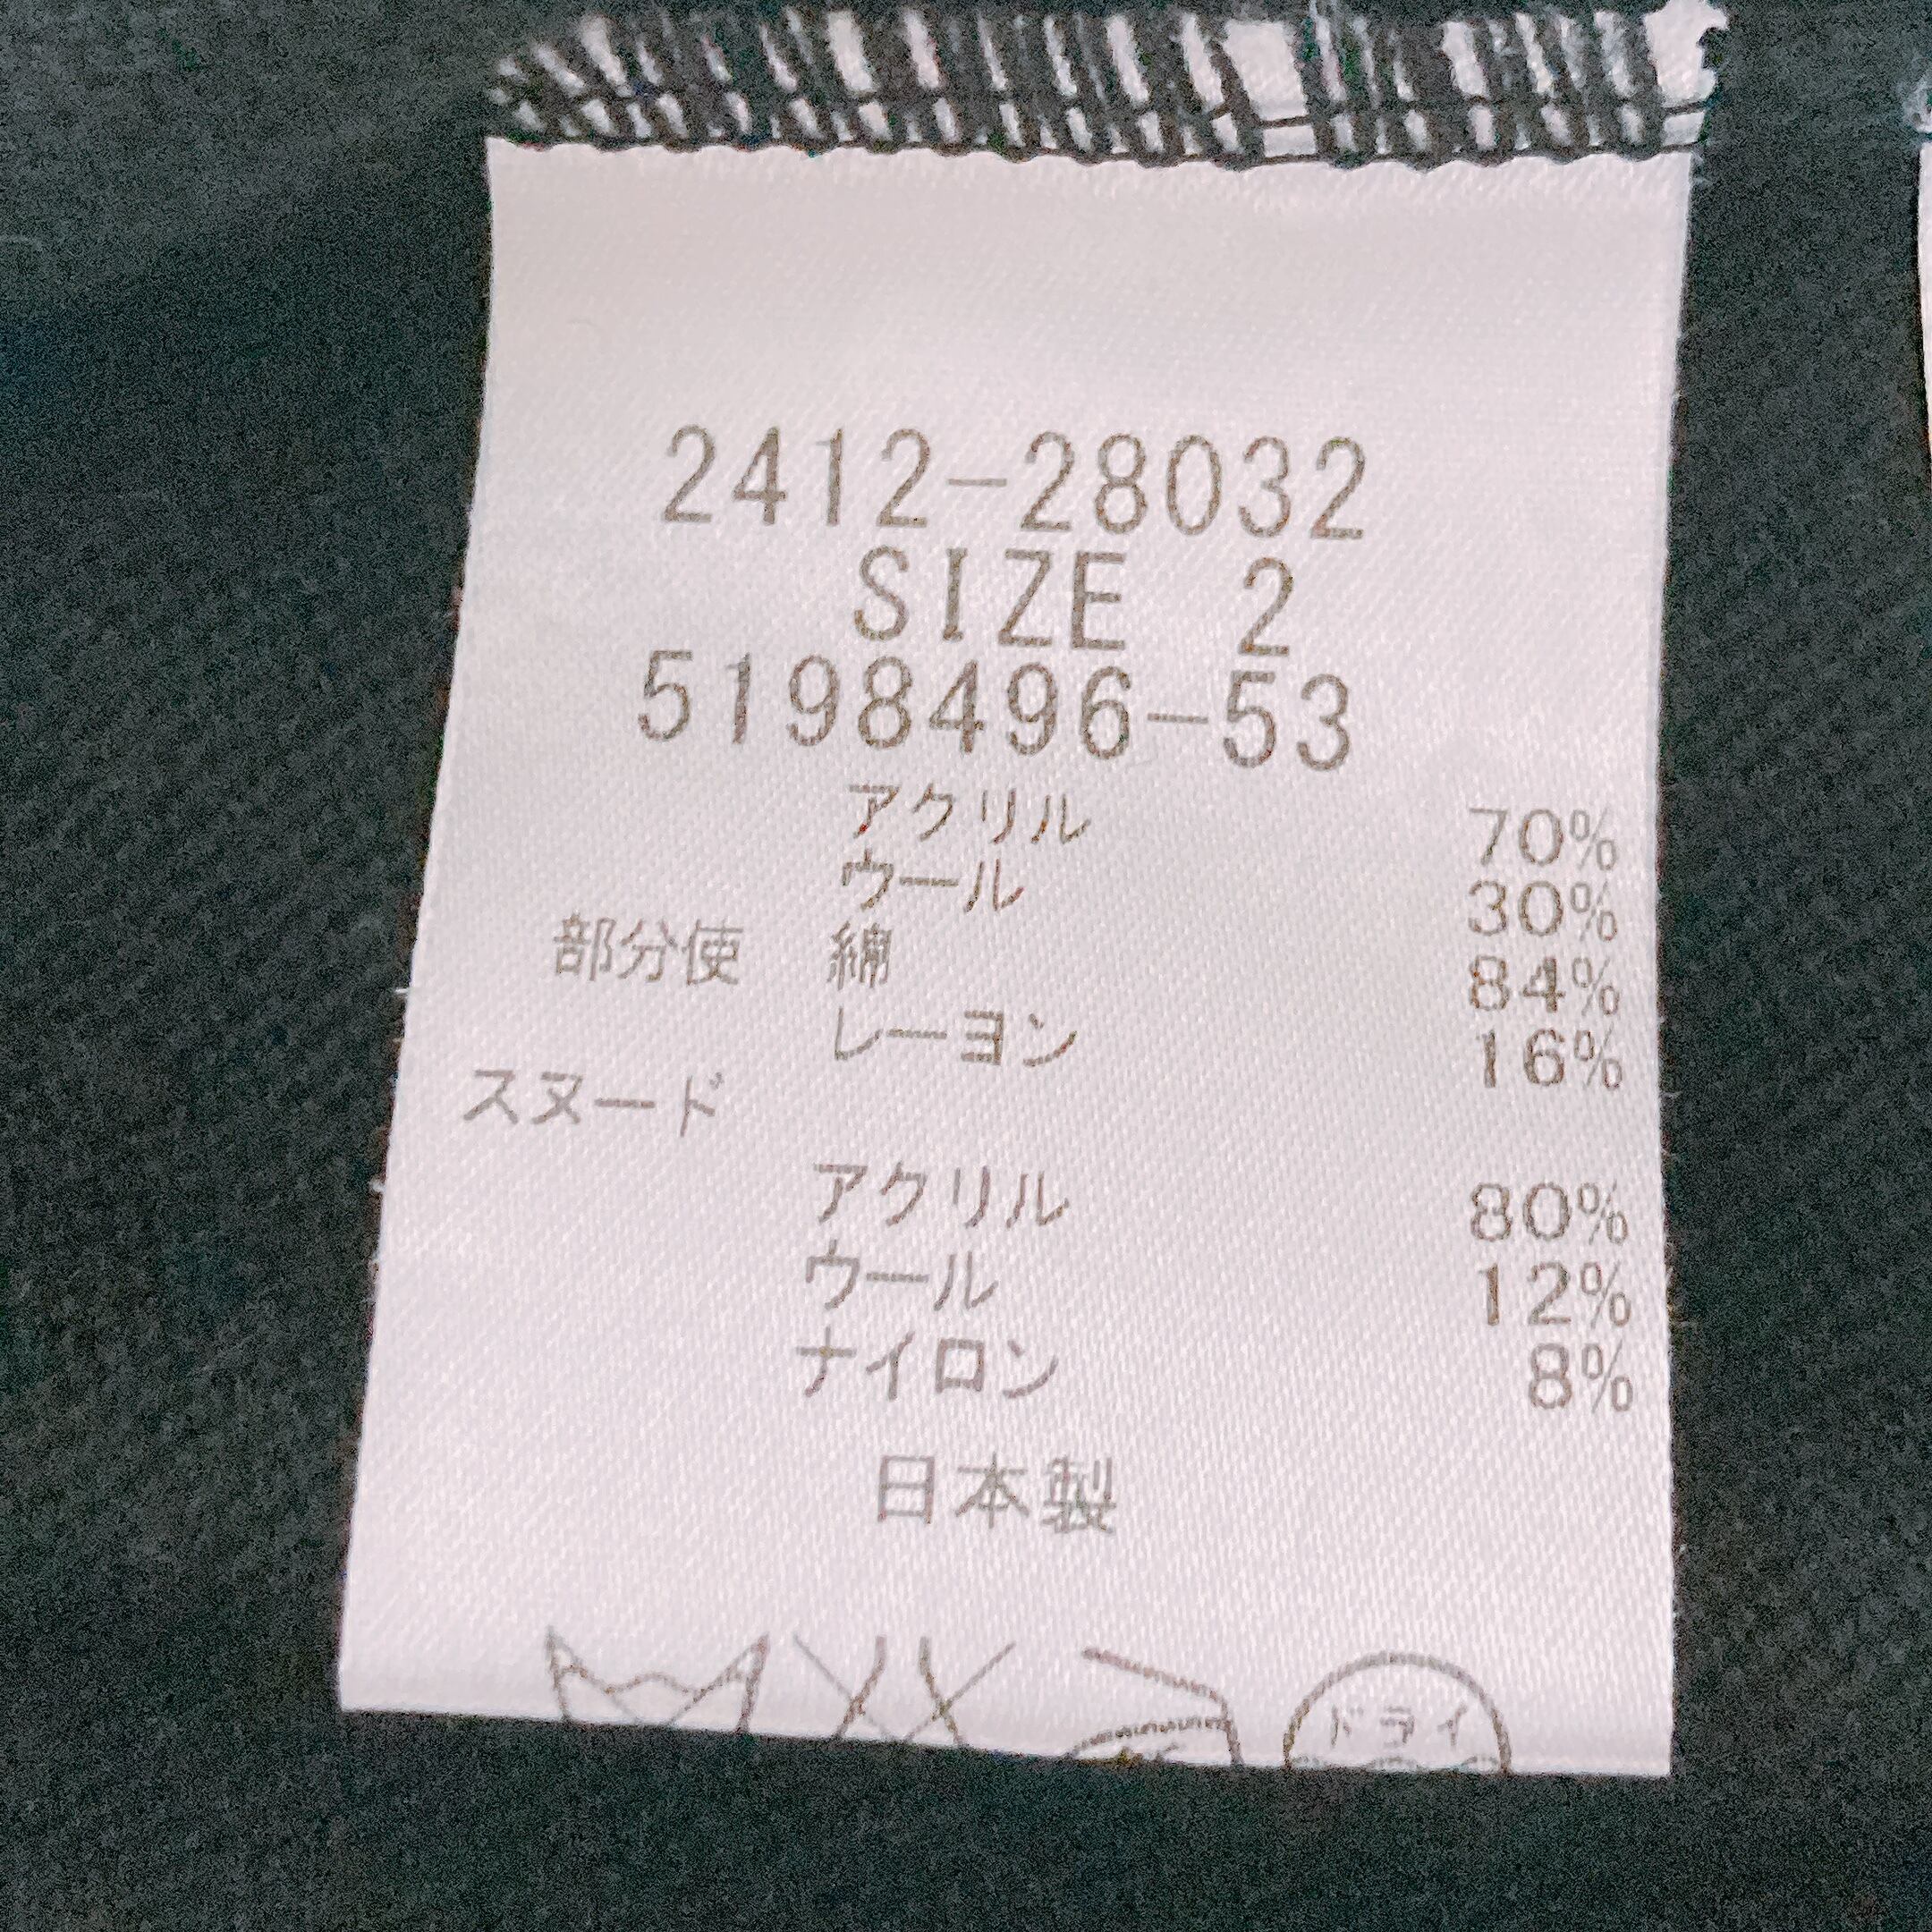 2412-28032
SIZE 2
5198496-53
アクリル 70%
ウール 30%
部分使 綿 84%
レーヨン 16%
スヌード
アクリル 80%
ウール 12%
ナイロン 8%
日本製
ドライ